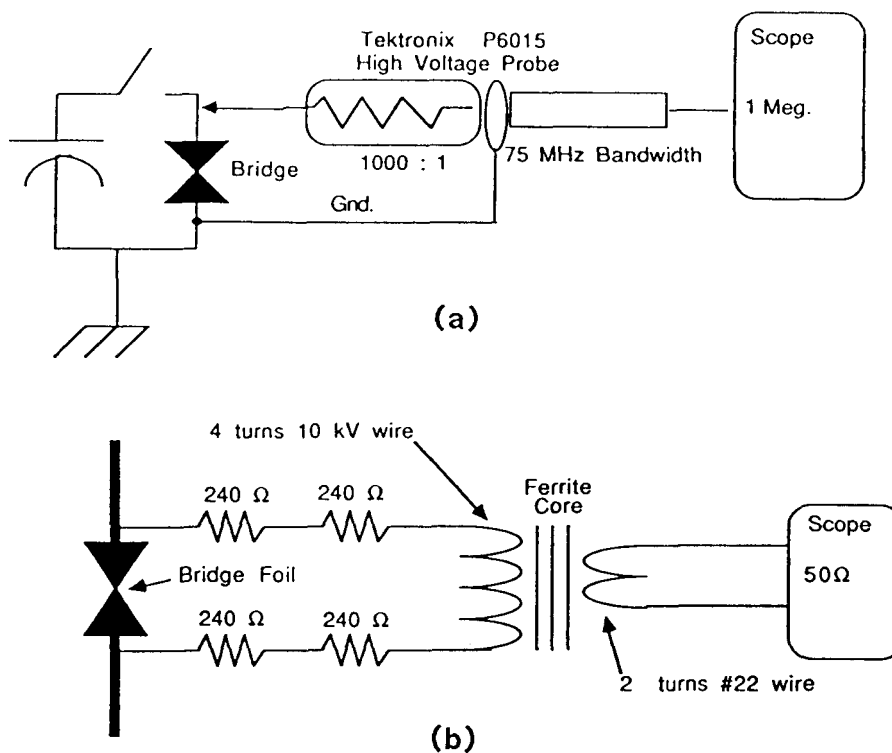 Tektronix P6015
High Voltage Probe
Scope
1 Meg.
1000 : 1
75 MHz Bandwidth
Bridge
Gnd.
(a)
4 turns 10 kV wire
240 Ω
240 Ω
Ferrite
Core
Scope
50Ω
Bridge Foil
240 Ω
240 Ω
2 turns #22 wire
(b)